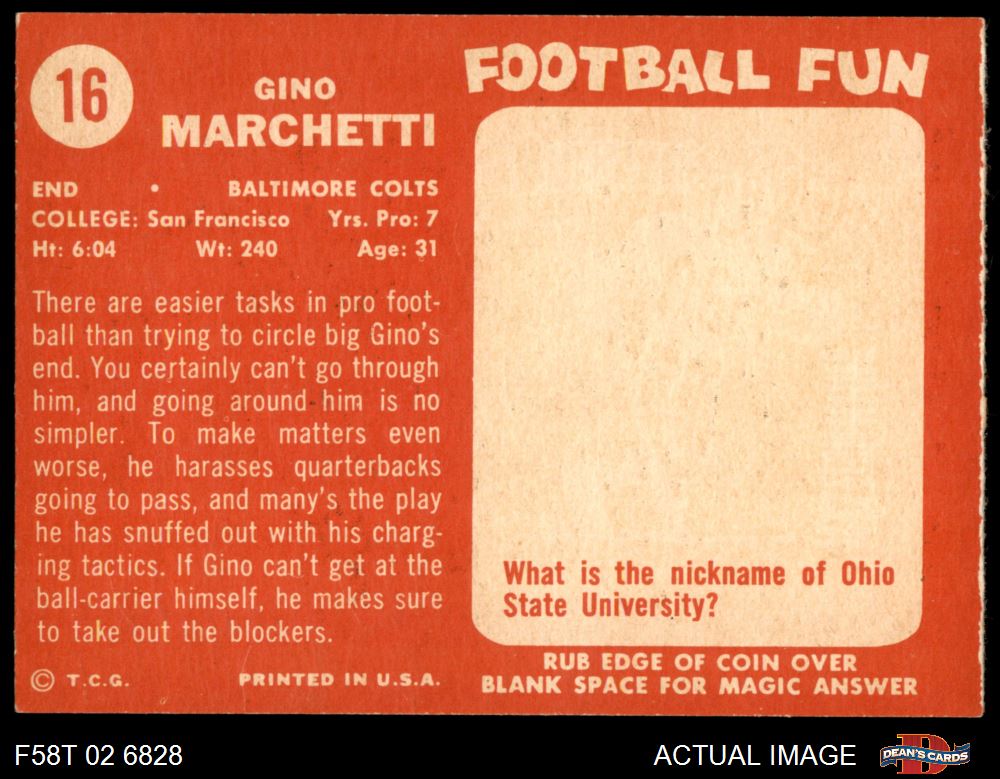 16
GINO
MARCHETTI
END • BALTIMORE COLTS
COLLEGE: San Francisco Yrs. Pro: 7
Ht: 6:04 Wt: 240 Age: 31
There are easier tasks in pro foot-
ball than trying to circle big Gino's
end. You certainly can't go through
him, and going around him is no
simpler. To make matters even
worse, he harasses quarterbacks
going to pass, and many's the play
he has snuffed out with his charg-
ing tactics. If Gino can't get at the
ball-carrier himself, he makes sure
to take out the blockers.
© T.C.G. PRINTED IN U.S.A.
FOOTBALL FUN
What is the nickname of Ohio
State University?
RUB EDGE OF COIN OVER
BLANK SPACE FOR MAGIC ANSWER
F58T 02 6828
ACTUAL IMAGE
D
DEAN'S CARDS